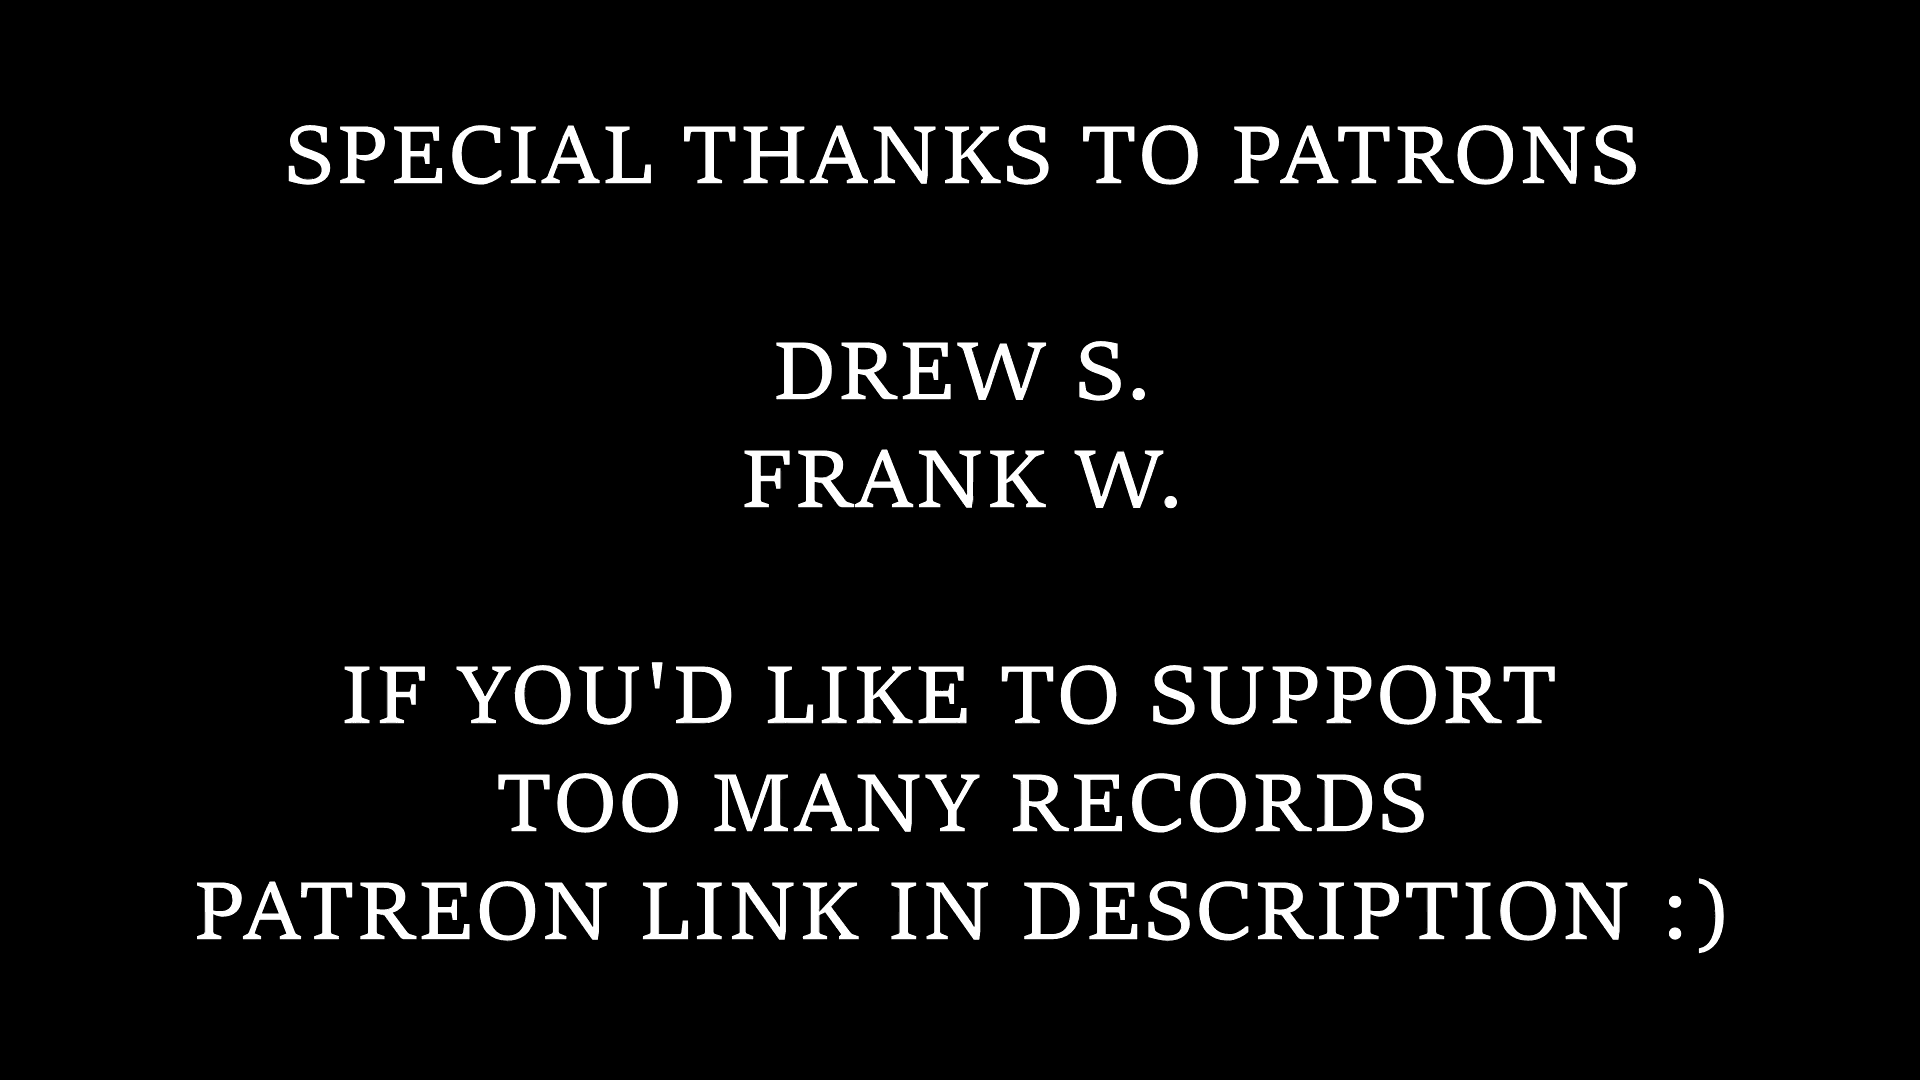 SPECIAL THANKS TO PATRONS
DREW S.
FRANK W.
IF YOU'D LIKE TO SUPPORT
TOO MANY RECORDS
PATREON LINK IN DESCRIPTION :)